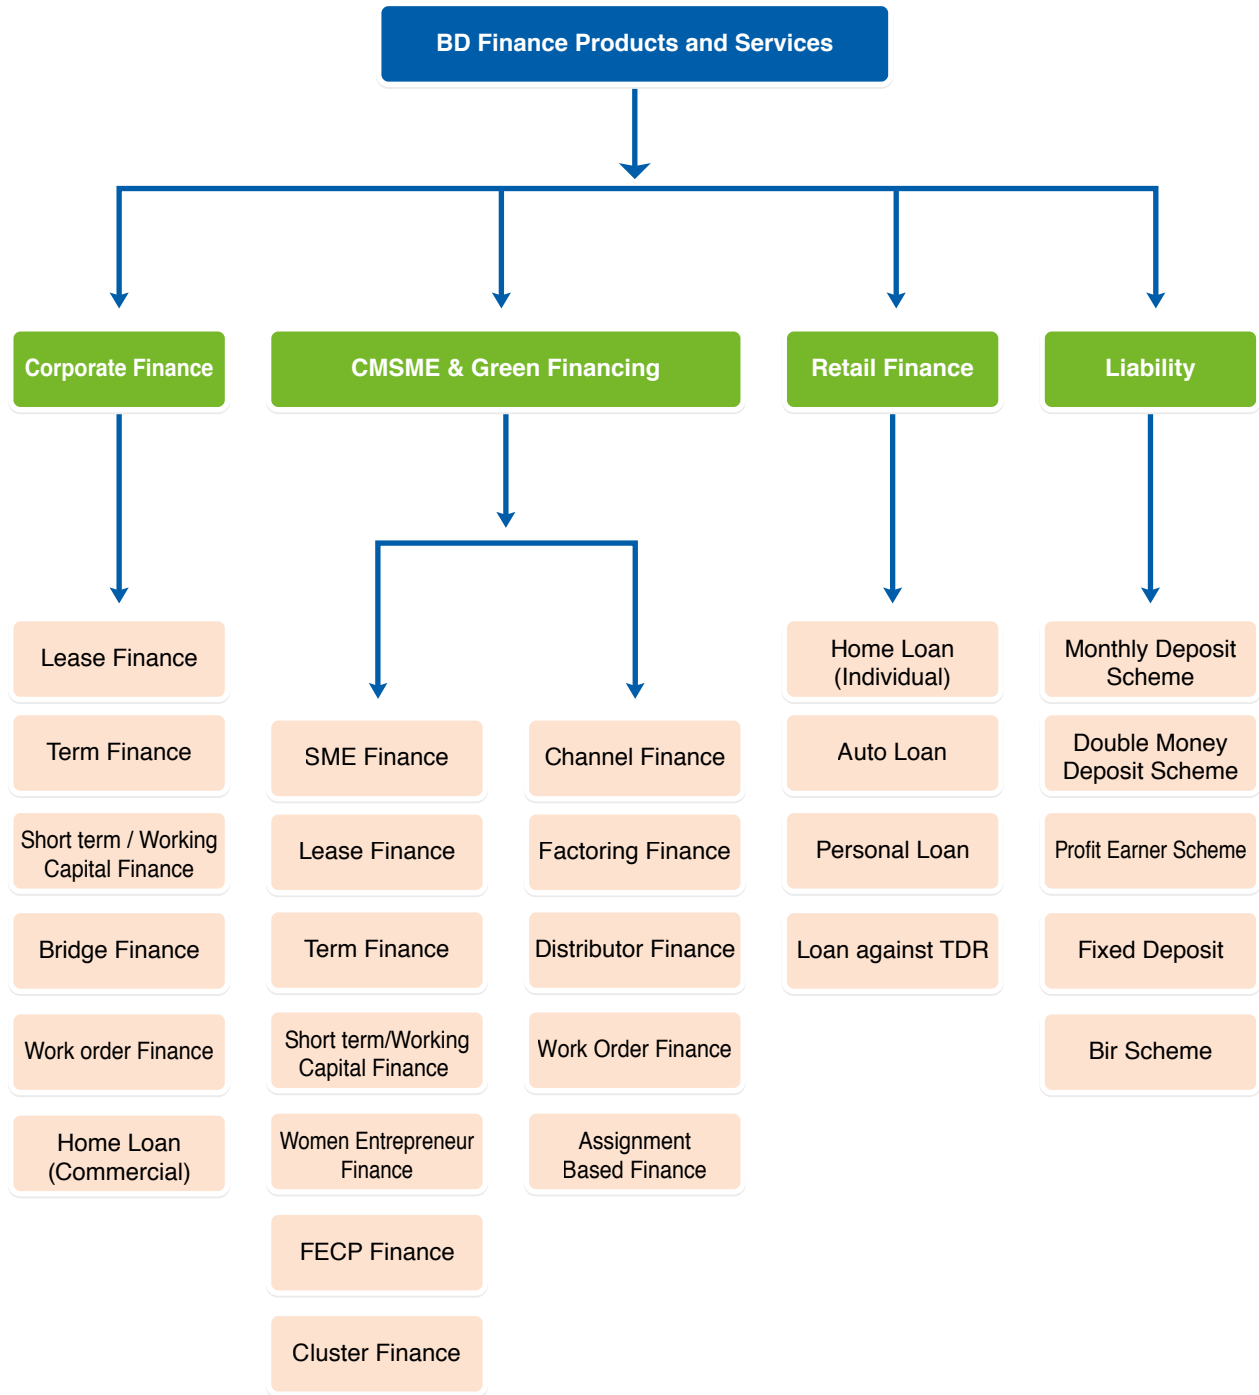 BD Finance Products and Services
Corporate Finance
CMSME & Green Financing
Retail Finance
Liability
Lease Finance
Term Finance
Short term / Working
Capital Finance
Bridge Finance
Work order Finance
Home Loan
(Commercial)
SME Finance
Lease Finance
Term Finance
Short term/Working
Capital Finance
Women Entrepreneur
Finance
FECP Finance
Cluster Finance
Channel Finance
Factoring Finance
Distributor Finance
Work Order Finance
Assignment
Based Finance
Home Loan
(Individual)
Auto Loan
Personal Loan
Loan against TDR
Monthly Deposit
Scheme
Double Money
Deposit Scheme
Profit Earner Scheme
Fixed Deposit
Bir Scheme